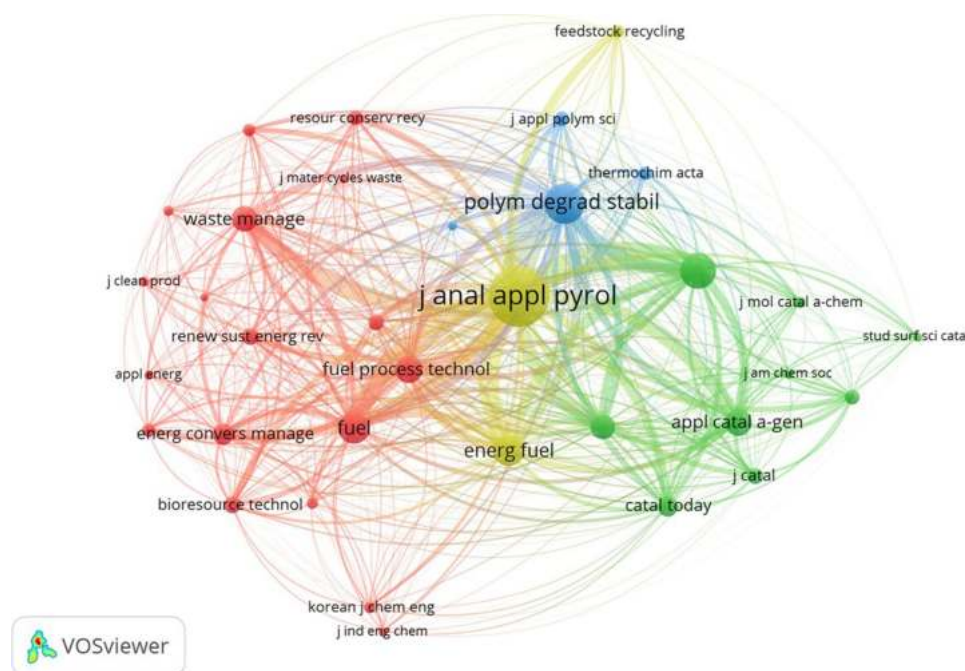 feedstock recycling
resour conserv recy
j appl polym sci
j mater cycles waste
thermochim acta
polym degrad stabil
waste manage
j clean prod
j anal appl pyrol
j mol catal a-chem
renew sust energ rev
stud surf sci cata
appl energ
fuel process technol
j am chem soc
energ convers manage
fuel
appl catal a-gen
energ fuel
j catal
bioresource technol
catal today
korean j chem eng
j ind eng chem
VOSviewer